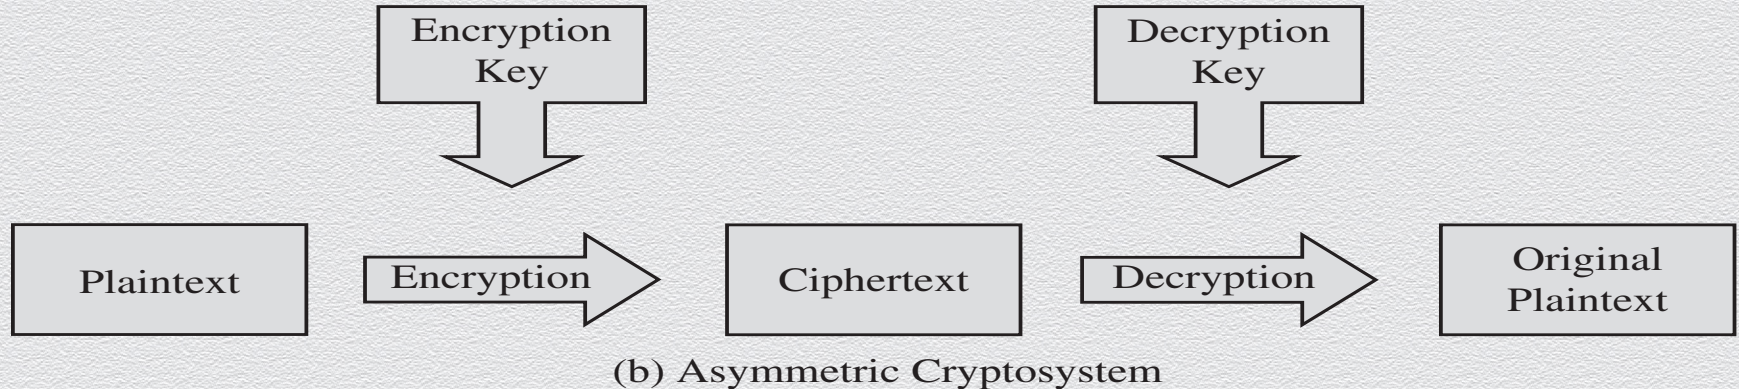 Encryption
Key
Decryption
Key
Plaintext
Encryption
Ciphertext
Decryption
Original
Plaintext
(b) Asymmetric Cryptosystem